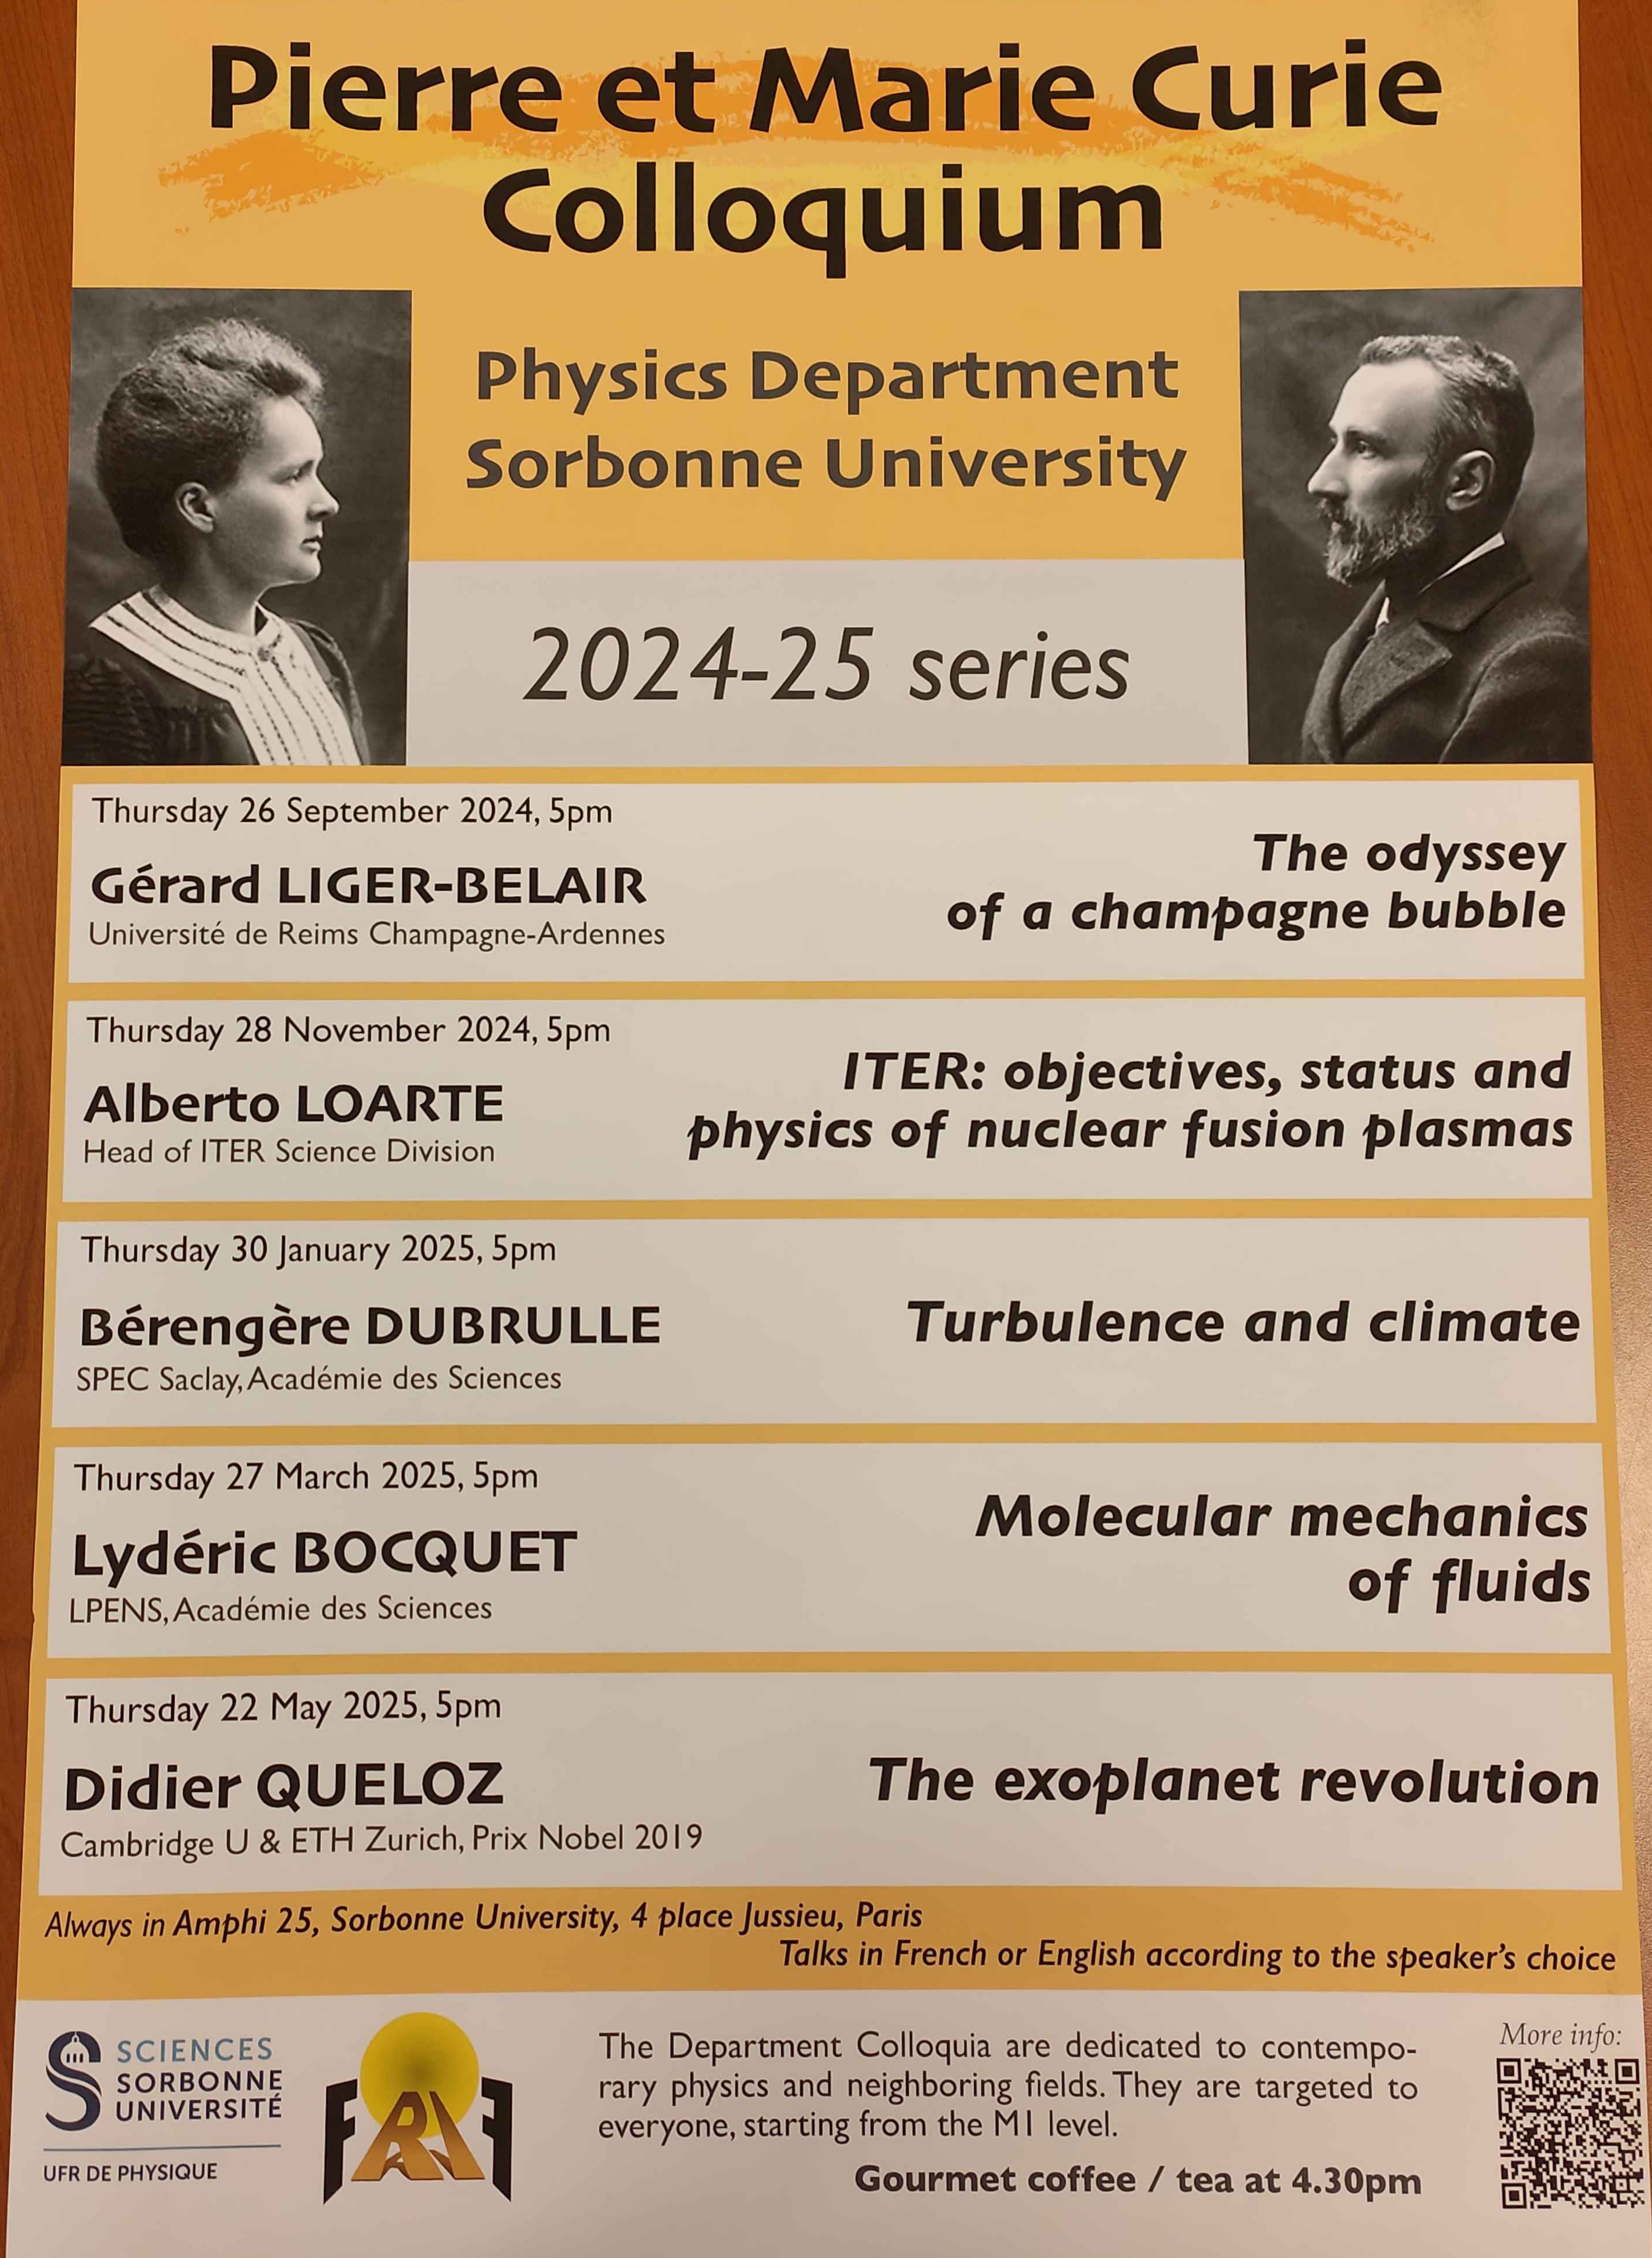 Pierre et Marie Curie
Colloquium
Physics Department
Sorbonne University
2024-25 series
Thursday 26 September 2024, 5pm
Gérard LIGER-BELAIR
Université de Reims Champagne-Ardennes
The odyssey
of a champagne bubble
Thursday 28 November 2024, 5pm
Alberto LOARTE
Head of ITER Science Division
ITER: objectives, status and
physics of nuclear fusion plasmas
Thursday 30 January 2025, 5pm
Bérengère DUBRULLE
SPEC Saclay, Académie des Sciences
Turbulence and climate
Thursday 27 March 2025, 5pm
Lydéric BOCQUET
LPENS, Académie des Sciences
Molecular mechanics
of fluids
Thursday 22 May 2025, 5pm
Didier QUELOZ
Cambridge U & ETH Zurich, Prix Nobel 2019
The exoplanet revolution
Always in Amphi 25, Sorbonne University, 4 place Jussieu, Paris
Talks in French or English according to the speaker's choice
SCIENCES
SORBONNE
UNIVERSITÉ
UFR DE PHYSIQUE
The Department Colloquia are dedicated to contempo-
rary physics and neighboring fields. They are targeted to
everyone, starting from the M1 level.
Gourmet coffee / tea at 4.30pm
More info: